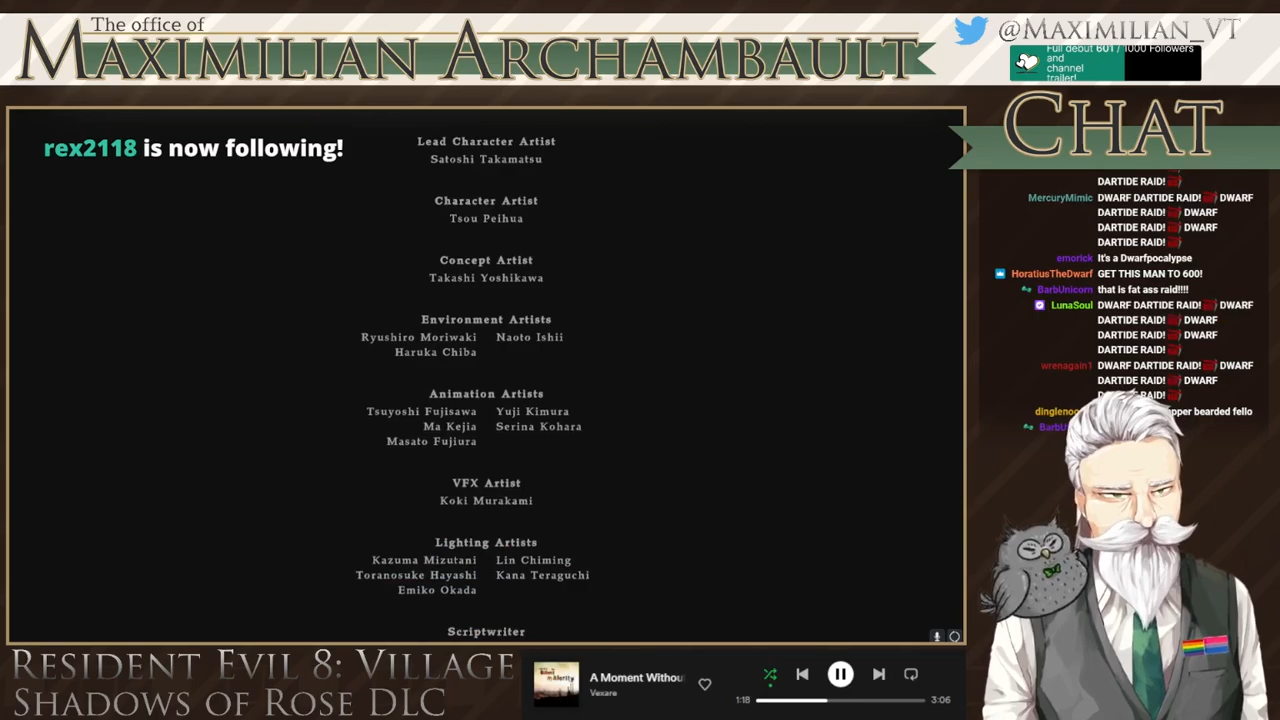 The office of
MAXIMILIAN ARCHAMBAULT
@MAXIMILIAN_VT
Full debut 601 / 1000 Followers
and
channel
trailer!
rex2118 is now following!
Lead Character Artist
Satoshi Takamatsu
Character Artist
Tsou Peihua
Concept Artist
Takashi Yoshikawa
Environment Artists
Ryushiro Moriwaki Naoto Ishii
Haruka Chiba
Animation Artists
Tsuyoshi Fujisawa Yuji Kimura
Ma Kejia Serina Kohara
Masato Fujiura
VFX Artist
Koki Murakami
Lighting Artists
Kazuma Mizutani Lin Chiming
Toranosuke Hayashi Kana Teraguchi
Emiko Okada
Scriptwriter
CHAT
DARTIDE RAID!
MercuryMimic DWARF DARTIDE RAID! DWARF
DARTIDE RAID! DWARF
DARTIDE RAID! DWARF
DARTIDE RAID!
emorick It's a Dwarfpocalypse
HoratiusTheDwarf GET THIS MAN TO 600!
BarbUnicorn that is fat ass raid!!!!
LunaSoul DWARF DARTIDE RAID! DWARF
DARTIDE RAID! DWARF
DARTIDE RAID! DWARF
DARTIDE RAID!
wrenagain1 DWARF DARTIDE RAID! DWARF
DARTIDE RAID! DWARF
RAID!
bearded fello
RESIDENT EVIL 8: VILLAGE
SHADOWS OF ROSE DLC
A Moment Withou
Vexare
1:18 3:06